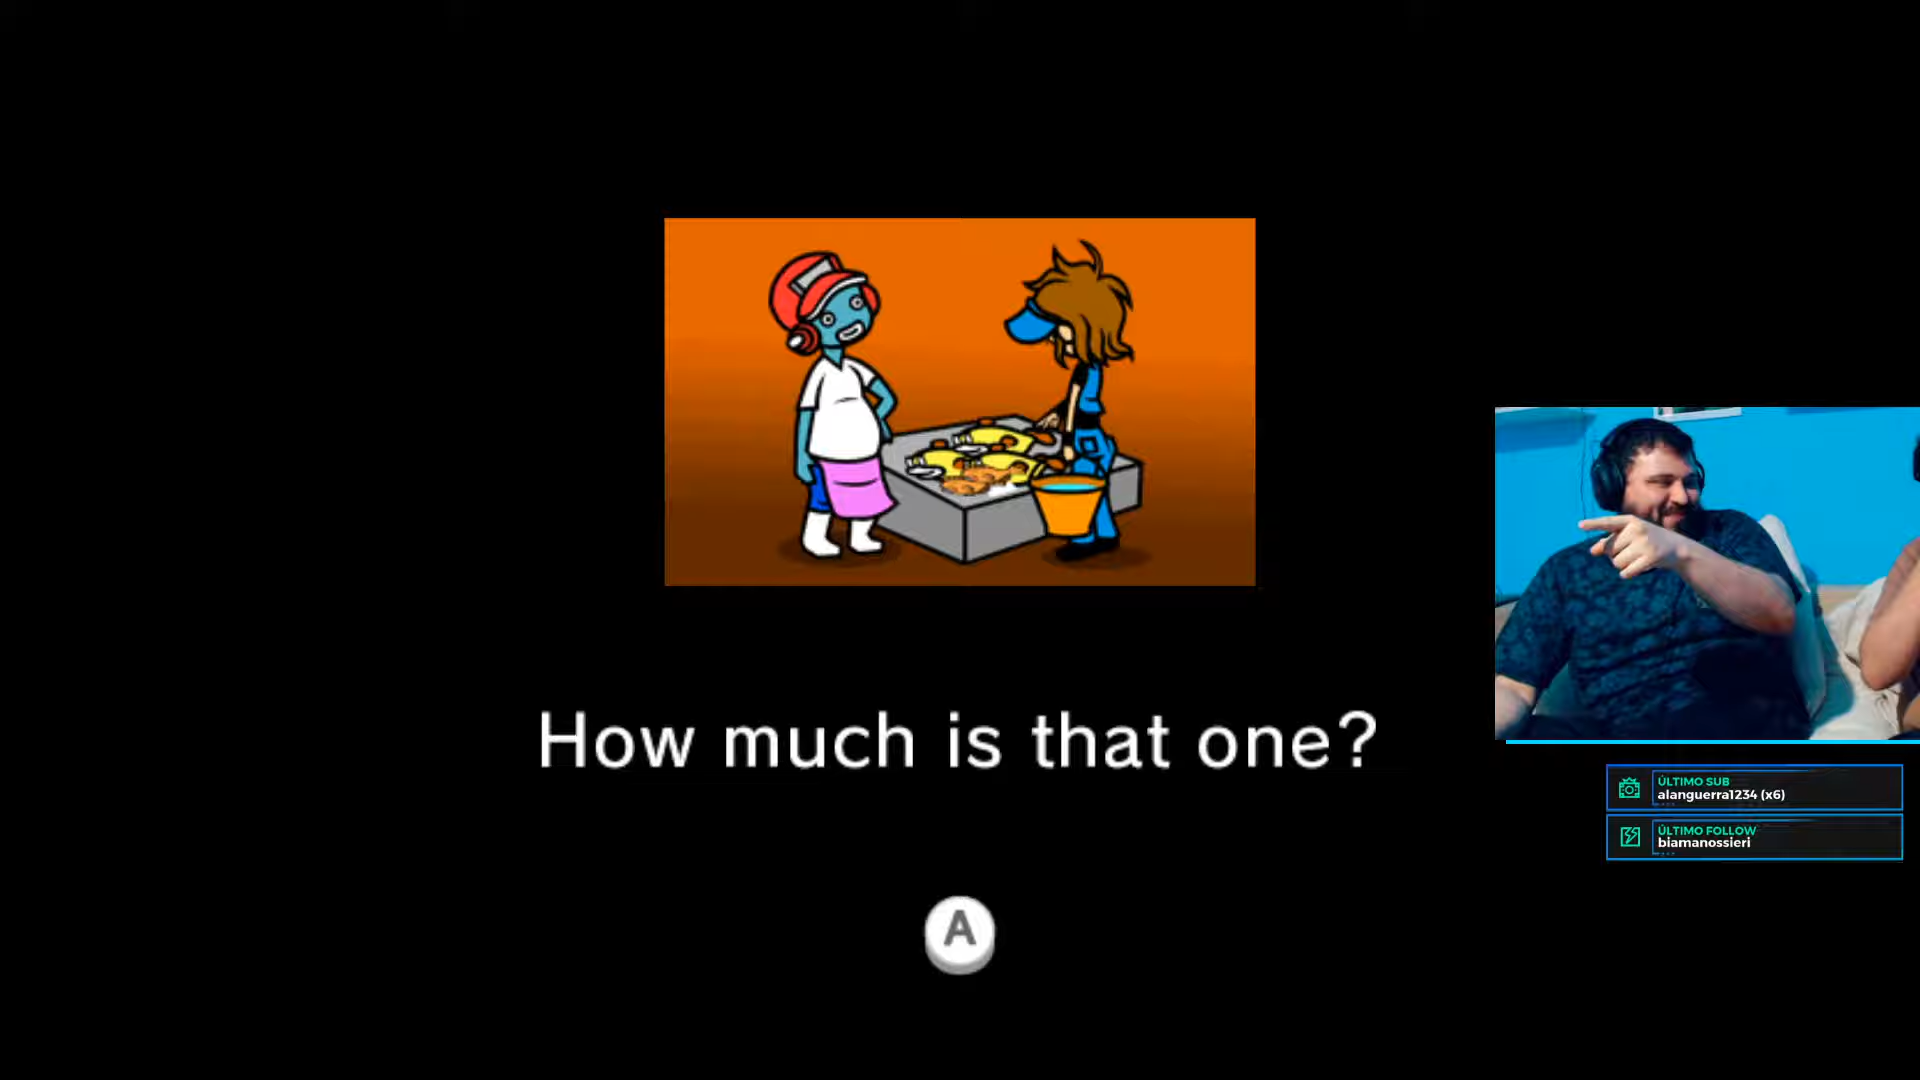 How much is that one?
A
ÚLTIMO SUB
alanguerra1234 (x6)
ÚLTIMO FOLLOW
biamanossieri